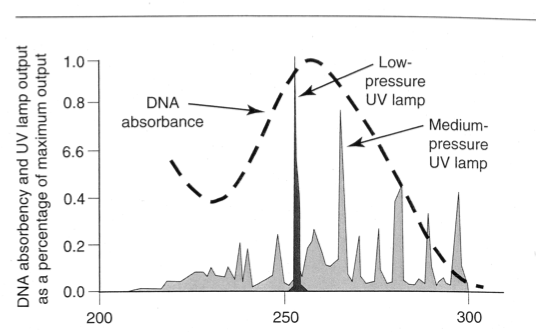 DNA absorbency and UV lamp output
as a percentage of maximum output
1.0
0.8
6.6
0.4
0.2
0.0
200
250
300
DNA
absorbance
Low-
pressure
UV lamp
Medium-
pressure
UV lamp